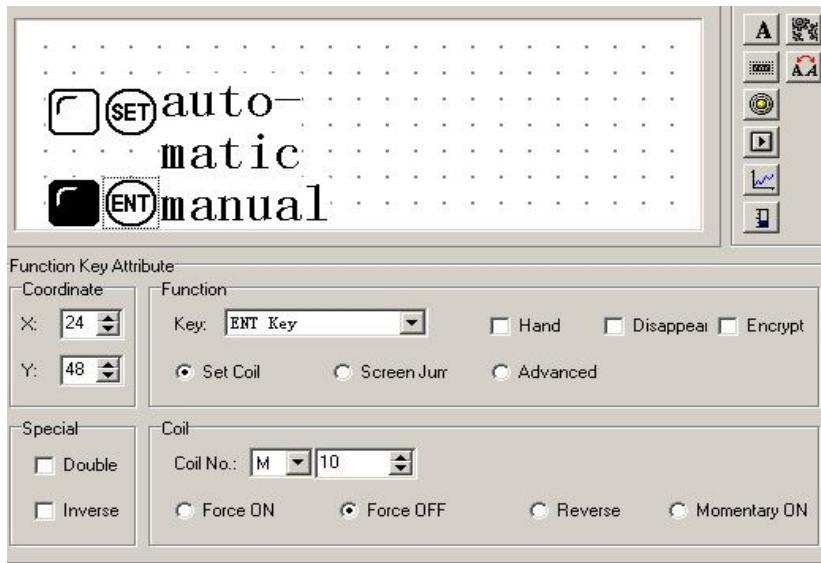 SET auto-
matic
ENT manual
A
A A
Function Key Attribute
Coordinate
X: 24
Y: 48
Function
Key: ENT Key
Hand Disappear Encrypt
Set Coil Screen Jum Advanced
Special
Double
Inverse
Coil
Coil No.: M 10
Force ON Force OFF Reverse Momentary ON